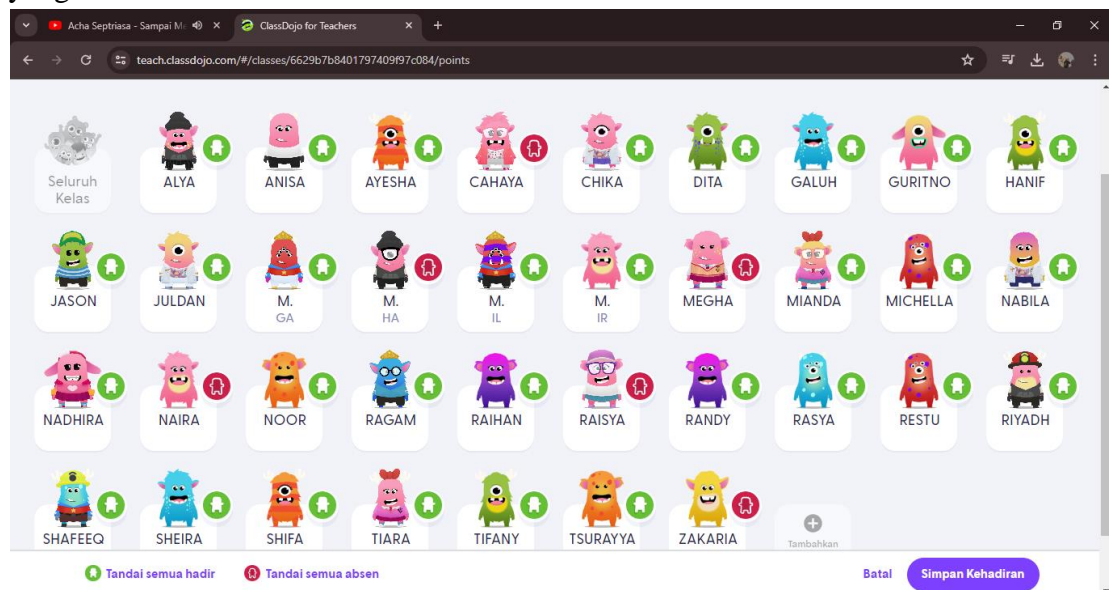 Acha Septriasa - Sampai M
ClassDojo for Teachers
teach.classdojo.com/#/classes/6629b7b8401797409f97c084/points
Seluruh Kelas
ALYA
ANISA
AYESHA
CAHAYA
CHIKA
DITA
GALUH
GURITNO
HANIF
JASON
JULDAN
M. GA
M. HA
M. IL
M. IR
MEGHA
MIANDA
MICHELLA
NABILA
NADHIRA
NAIRA
NOOR
RAGAM
RAIHAN
RAISYA
RANDY
RASYA
RESTU
RIYADH
SHAFEEQ
SHEIRA
SHIFA
TIARA
TIFANY
TSURAYYA
ZAKARIA
Tambahkan
Tandai semua hadir
Tandai semua absen
Batal
Simpan Kehadiran